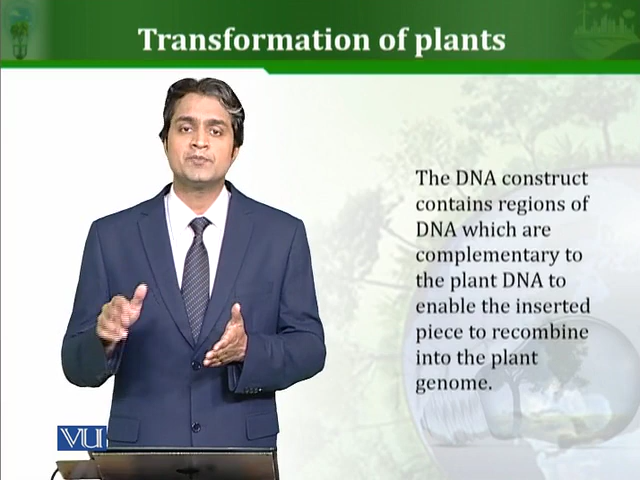 Transformation of plants
The DNA construct
contains regions of
DNA which are
complementary to
the plant DNA to
enable the inserted
piece to recombine
into the plant
genome.
VU